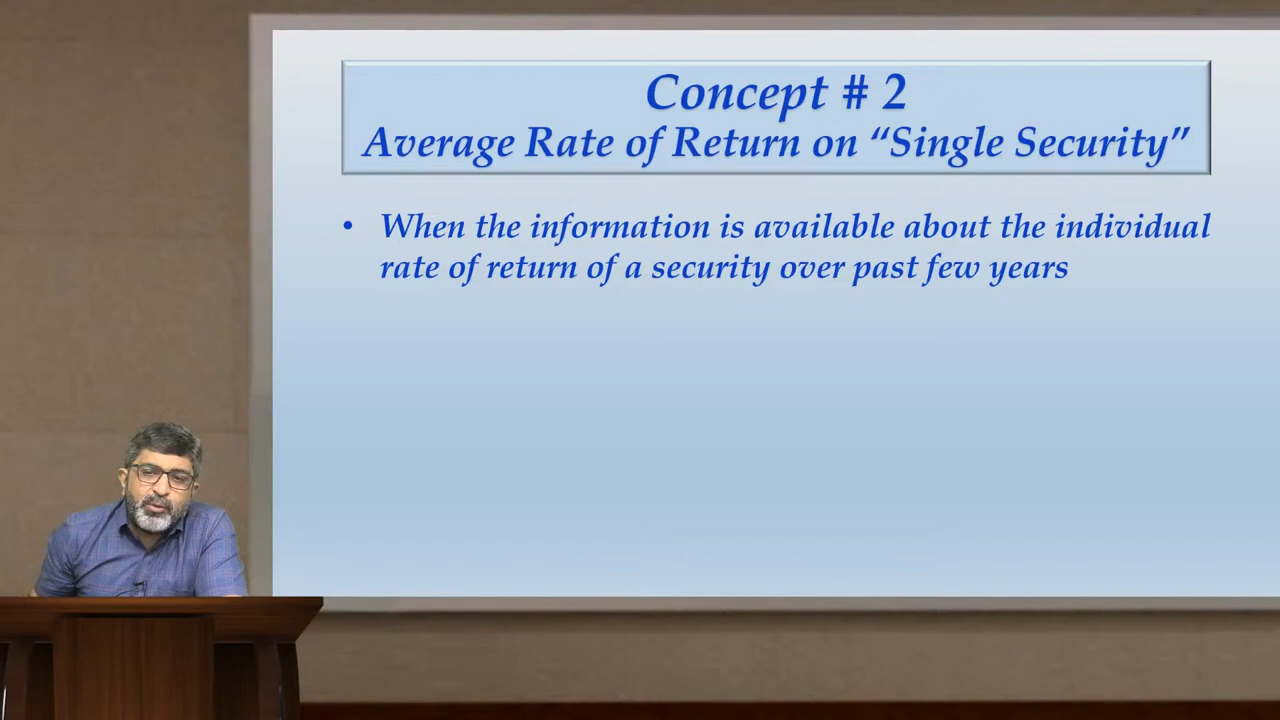 Concept # 2
Average Rate of Return on “Single Security”
• When the information is available about the individual
rate of return of a security over past few years